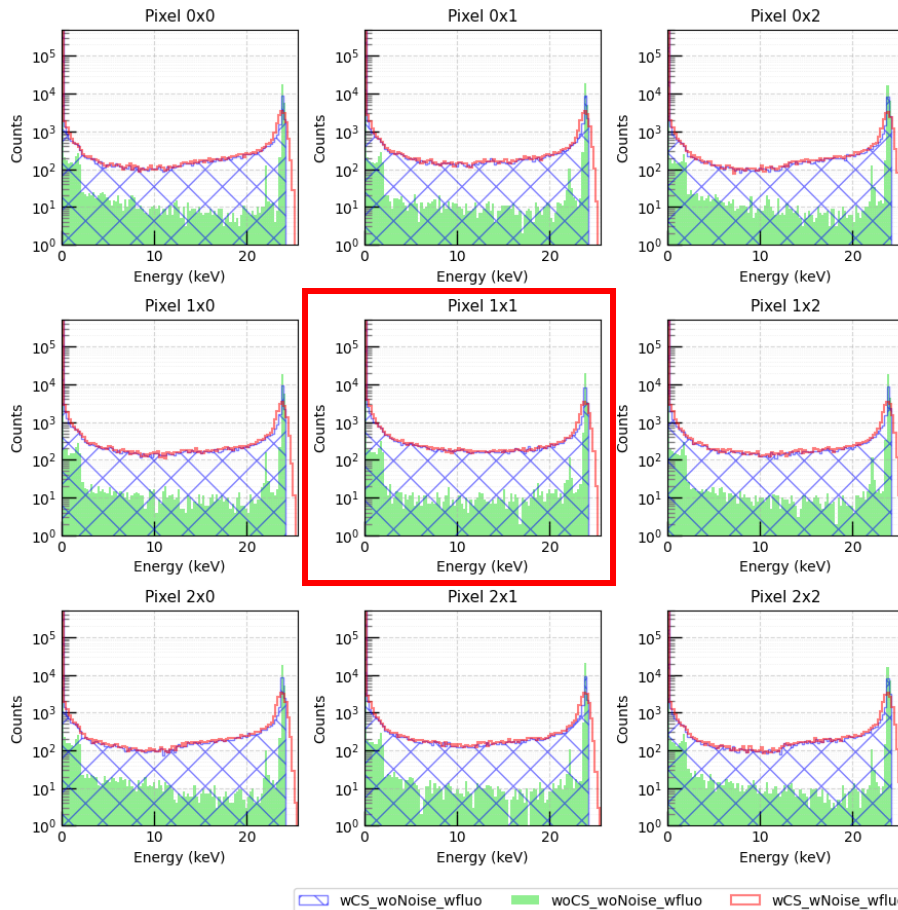 Pixel 0x0 Pixel 0x1 Pixel 0x2
Counts Counts Counts
10⁵ 10⁵ 10⁵
10⁴ 10⁴ 10⁴
10³ 10³ 10³
10² 10² 10²
10¹ 10¹ 10¹
10⁰ 10⁰ 10⁰
0 10 20 0 10 20 0 10 20
Energy (keV) Energy (keV) Energy (keV)
Pixel 1x0 Pixel 1x1 Pixel 1x2
Counts Counts Counts
10⁵ 10⁵ 10⁵
10⁴ 10⁴ 10⁴
10³ 10³ 10³
10² 10² 10²
10¹ 10¹ 10¹
10⁰ 10⁰ 10⁰
0 10 20 0 10 20 0 10 20
Energy (keV) Energy (keV) Energy (keV)
Pixel 2x0 Pixel 2x1 Pixel 2x2
Counts Counts Counts
10⁵ 10⁵ 10⁵
10⁴ 10⁴ 10⁴
10³ 10³ 10³
10² 10² 10²
10¹ 10¹ 10¹
10⁰ 10⁰ 10⁰
0 10 20 0 10 20 0 10 20
Energy (keV) Energy (keV) Energy (keV)
wCS_woNoise_wfluo woCS_woNoise_wfluo wCS_wNoise_wfluo